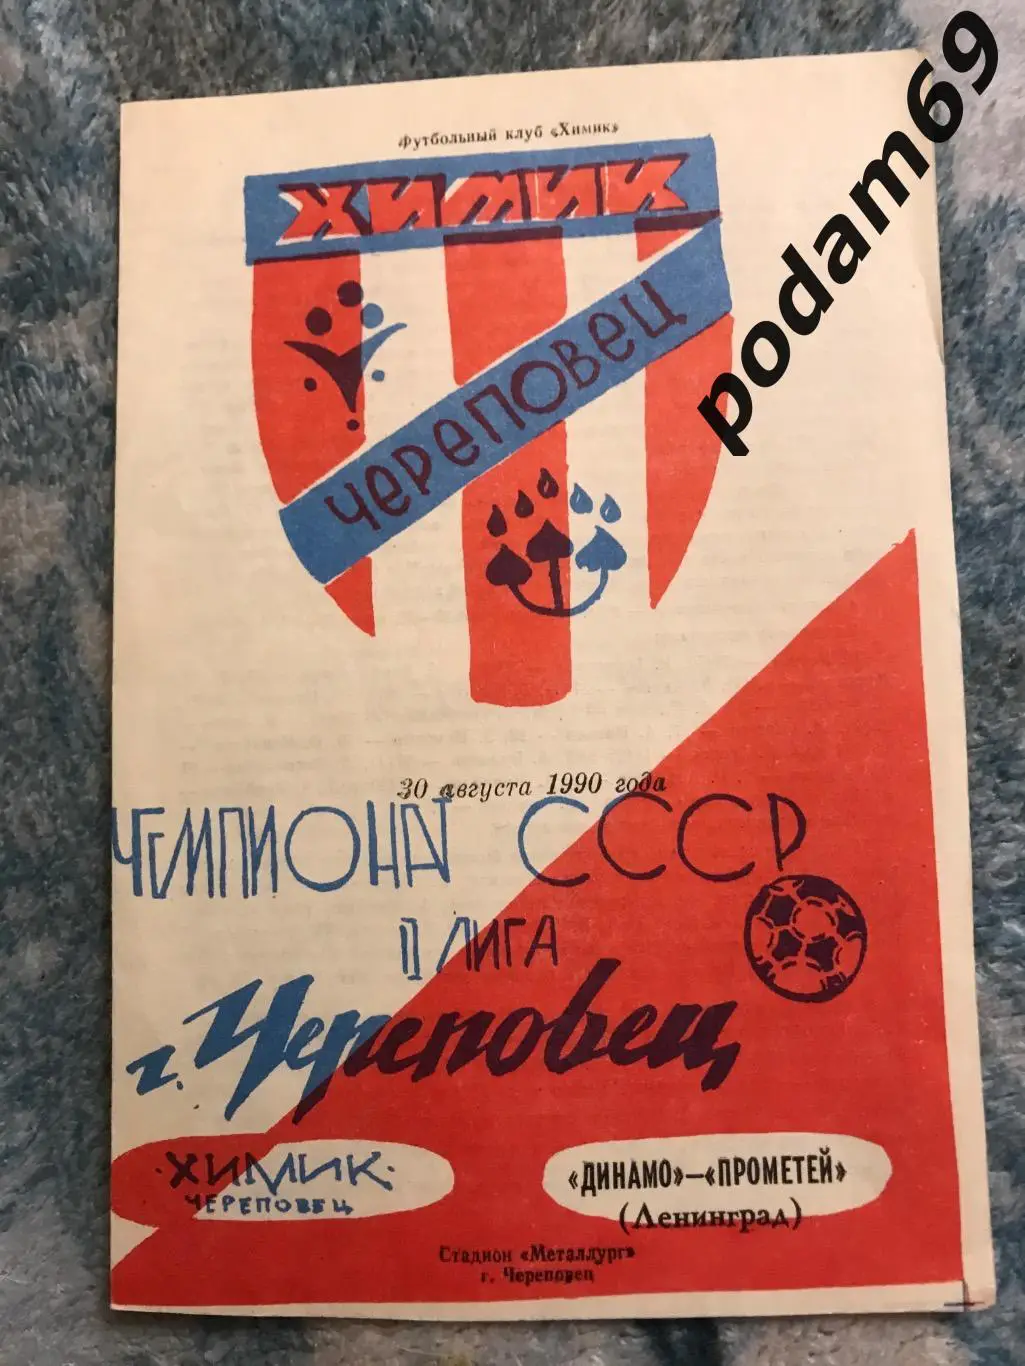 Футбольный клуб «Химик»
ХИМИК
ЧЕРЕПОВЕЦ
podam69
30 августа 1990 года
ЧЕМПИОНАТ СССР
II ЛИГА
г. Череповец
·ХИМИК·
ЧЕРЕПОВЕЦ
«ДИНАМО»—«ПРОМЕТЕЙ»
(Ленинград)
Стадион «Металлург»
г. Череповец